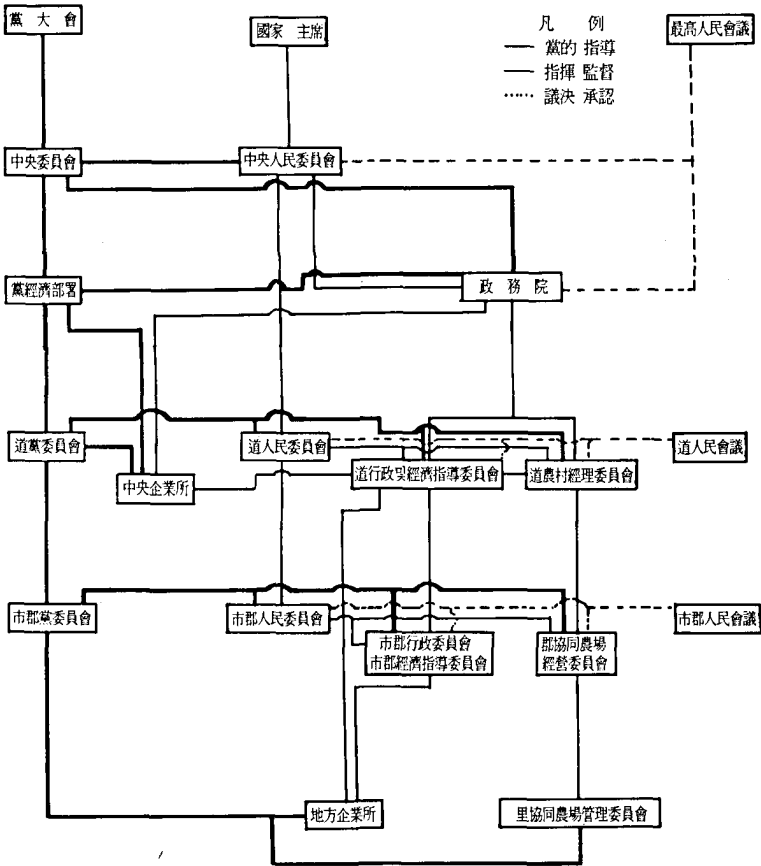 黨大會
國家 主席
凡 例
黨的 指導
指揮 監督
議決 承認
最高人民會議
中央委員會
中央人民委員會
黨經濟部署
政務院
道黨委員會
道人民委員會
道人民會議
中央企業所
道行政및經濟指導委員會
道農村經理委員會
市郡黨委員會
市郡人民委員會
市郡人民會議
市郡行政委員會
市郡經濟指導委員會
郡協同農場
經營委員會
地方企業所
里協同農場管理委員會